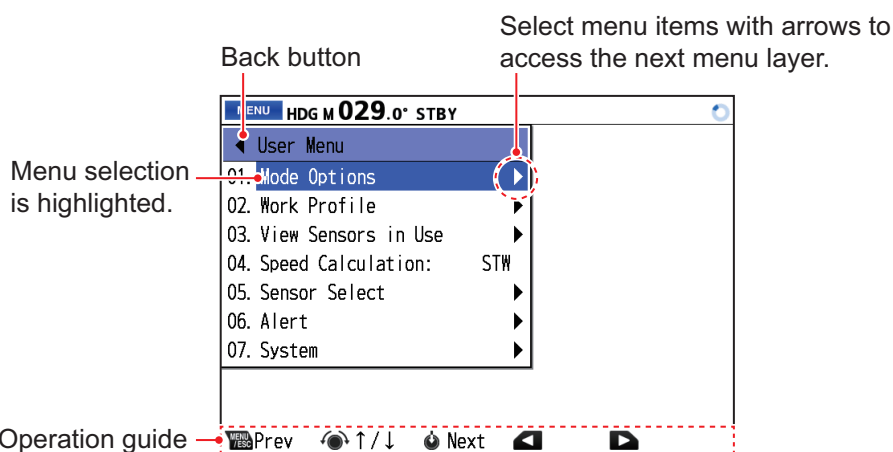 Select menu items with arrows to
access the next menu layer.
Back button
MENU HDG M 029.0° STBY
User Menu
Menu selection
is highlighted.
01. Mode Options
02. Work Profile
03. View Sensors in Use
04. Speed Calculation: STW
05. Sensor Select
06. Alert
07. System
Operation guide
MENU/ESC Prev ↑/↓ Next